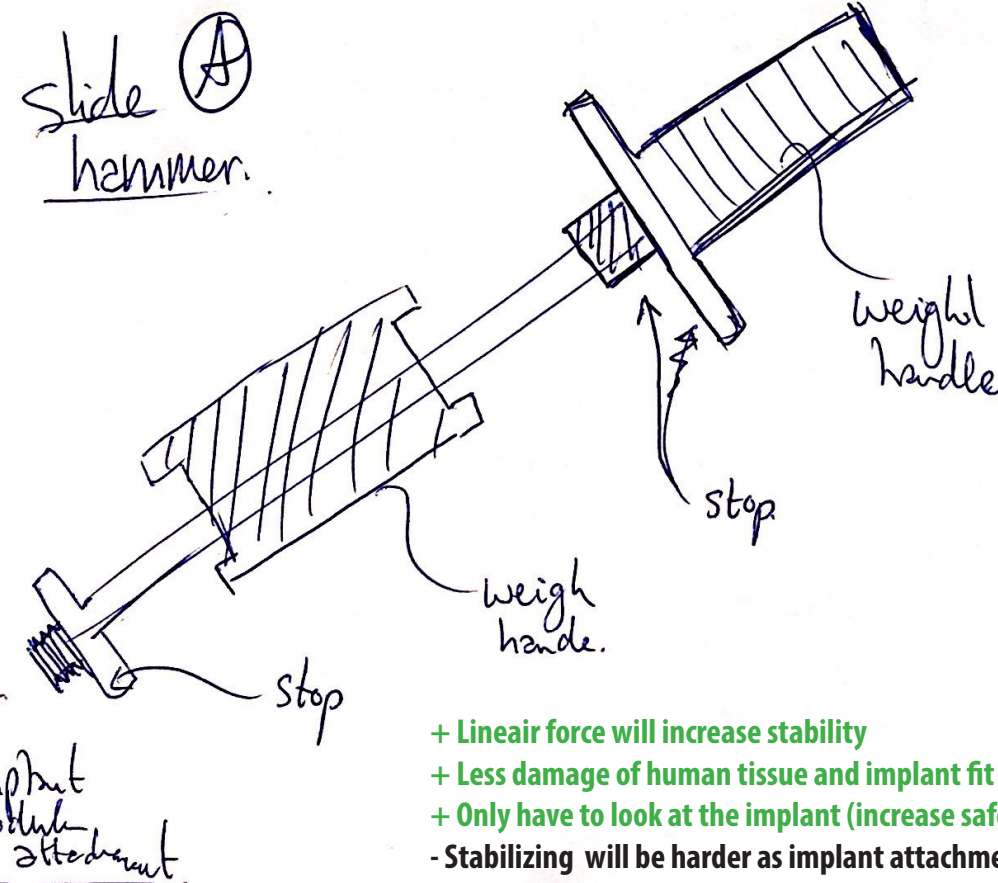 slide A
hammer.
weight
handle
stop.
weigh
hande.
stop
attachment
+ Lineair force will increase stability
+ Less damage of human tissue and implant fit
+ Only have to look at the implant (increase safe
- Stabilizing will be harder as implant attachme